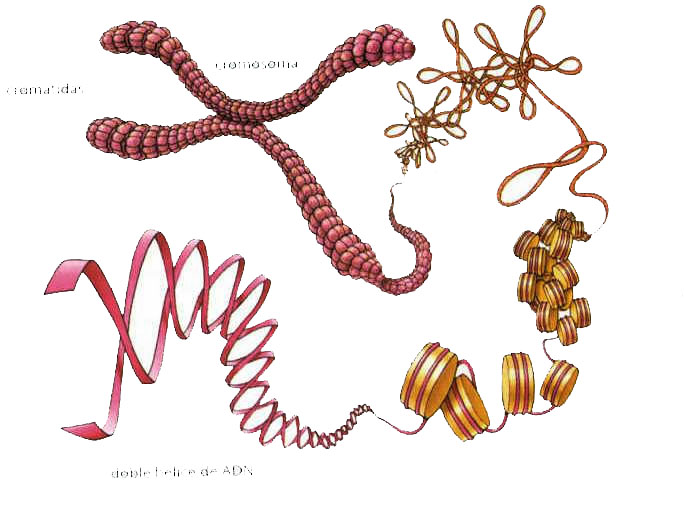 cromosoma
cromátidas
doble hélice de ADN